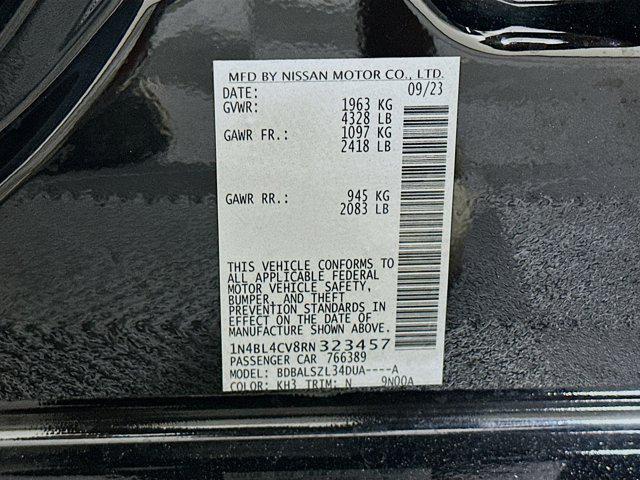 MFD BY NISSAN MOTOR CO., LTD.
DATE: 09/23
GVWR: 1963 KG
4328 LB
GAWR FR.: 1097 KG
2418 LB
GAWR RR.: 945 KG
2083 LB
THIS VEHICLE CONFORMS TO
ALL APPLICABLE FEDERAL
MOTOR VEHICLE SAFETY,
BUMPER, AND THEFT
PREVENTION STANDARDS IN
EFFECT ON THE DATE OF
MANUFACTURE SHOWN ABOVE.
1N4BL4CV8RN323457
PASSENGER CAR 766389
MODEL: BDBALSZL34DUA----A
COLOR: KH3 TRIM: N 9N00A